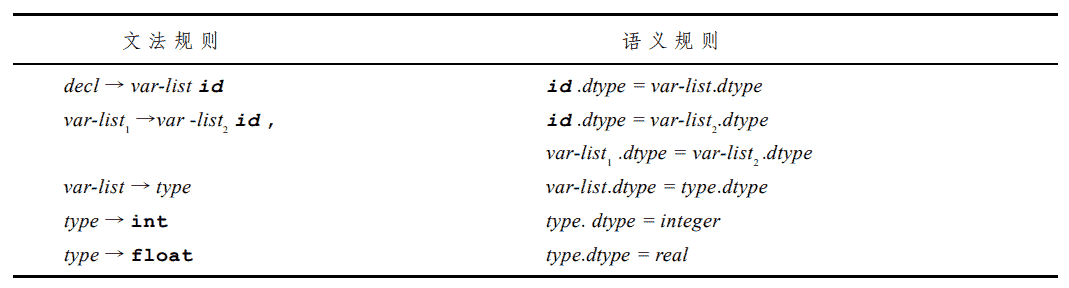 文法规则 语义规则
decl → var-list id id .dtype = var-list.dtype
var-list₁ →var -list₂ id , id .dtype = var-list₂.dtype
var-list₁ .dtype = var-list₂.dtype
var-list → type var-list.dtype = type.dtype
type → int type. dtype = integer
type → float type.dtype = real